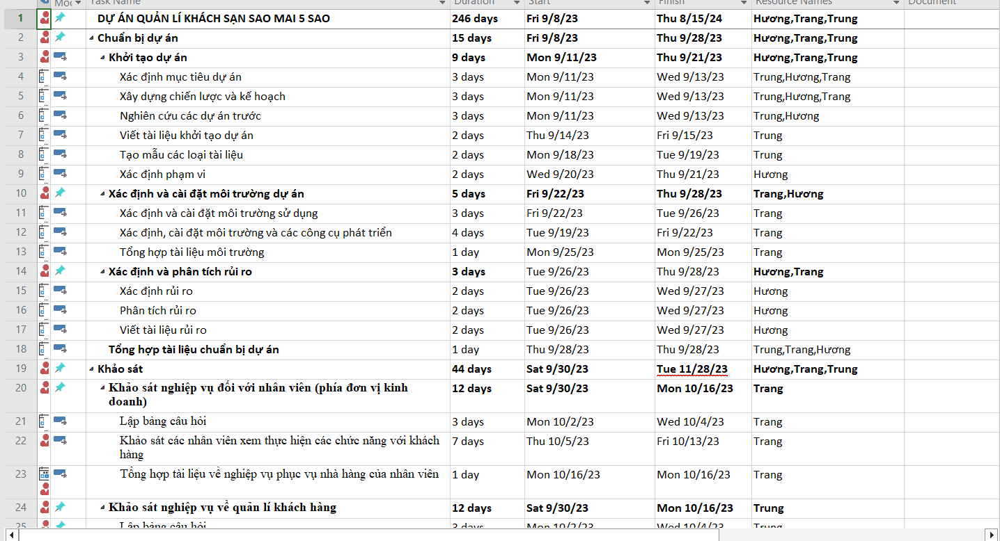 Mod Task Name Duration Start Finish Resource Names Document
1 DỰ ÁN QUẢN LÍ KHÁCH SẠN SAO MAI 5 SAO 246 days Fri 9/8/23 Thu 8/15/24 Hương,Trang,Trung
2 Chuẩn bị dự án 15 days Fri 9/8/23 Thu 9/28/23 Hương,Trang,Trung
3 Khởi tạo dự án 9 days Mon 9/11/23 Thu 9/21/23 Hương,Trang,Trung
4 Xác định mục tiêu dự án 3 days Mon 9/11/23 Wed 9/13/23 Trung,Hương,Trang
5 Xây dựng chiến lược và kế hoạch 3 days Mon 9/11/23 Wed 9/13/23 Trung,Hương,Trang
6 Nghiên cứu các dự án trước 3 days Mon 9/11/23 Wed 9/13/23 Trung,Hương
7 Viết tài liệu khởi tạo dự án 2 days Thu 9/14/23 Fri 9/15/23 Trung
8 Tạo mẫu các loại tài liệu 2 days Mon 9/18/23 Tue 9/19/23 Trung
9 Xác định phạm vi 2 days Wed 9/20/23 Thu 9/21/23 Hương
10 Xác định và cài đặt môi trường dự án 5 days Fri 9/22/23 Thu 9/28/23 Trang,Hương
11 Xác định và cài đặt môi trường sử dụng 3 days Fri 9/22/23 Tue 9/26/23 Trang
12 Xác định, cài đặt môi trường và các công cụ phát triển 4 days Tue 9/19/23 Fri 9/22/23 Trang
13 Tổng hợp tài liệu môi trường 1 day Mon 9/25/23 Mon 9/25/23 Trang
14 Xác định và phân tích rủi ro 3 days Tue 9/26/23 Thu 9/28/23 Hương,Trang
15 Xác định rủi ro 2 days Tue 9/26/23 Wed 9/27/23 Hương
16 Phân tích rủi ro 2 days Tue 9/26/23 Wed 9/27/23 Hương
17 Viết tài liệu rủi ro 2 days Tue 9/26/23 Wed 9/27/23 Hương
18 Tổng hợp tài liệu chuẩn bị dự án 1 day Thu 9/28/23 Thu 9/28/23 Trung,Trang,Hương
19 Khảo sát 44 days Sat 9/30/23 Tue 11/28/23 Hương,Trang,Trung
20 Khảo sát nghiệp vụ đối với nhân viên (phía đơn vị kinh 12 days Sat 9/30/23 Mon 10/16/23 Trang
doanh)
21 Lập bảng câu hỏi 3 days Mon 10/2/23 Wed 10/4/23 Trang
22 Khảo sát các nhân viên xem thực hiện các chức năng với khách 7 days Thu 10/5/23 Fri 10/13/23 Trang
hàng
23 Tổng hợp tài liệu về nghiệp vụ phục vụ nhà hàng của nhân viên 1 day Mon 10/16/23 Mon 10/16/23 Trang
24 Khảo sát nghiệp vụ về quản lí khách hàng 12 days Sat 9/30/23 Mon 10/16/23 Trung
25 Lập bảng câu hỏi 3 days Mon 10/2/23 Wed 10/4/23 Trung